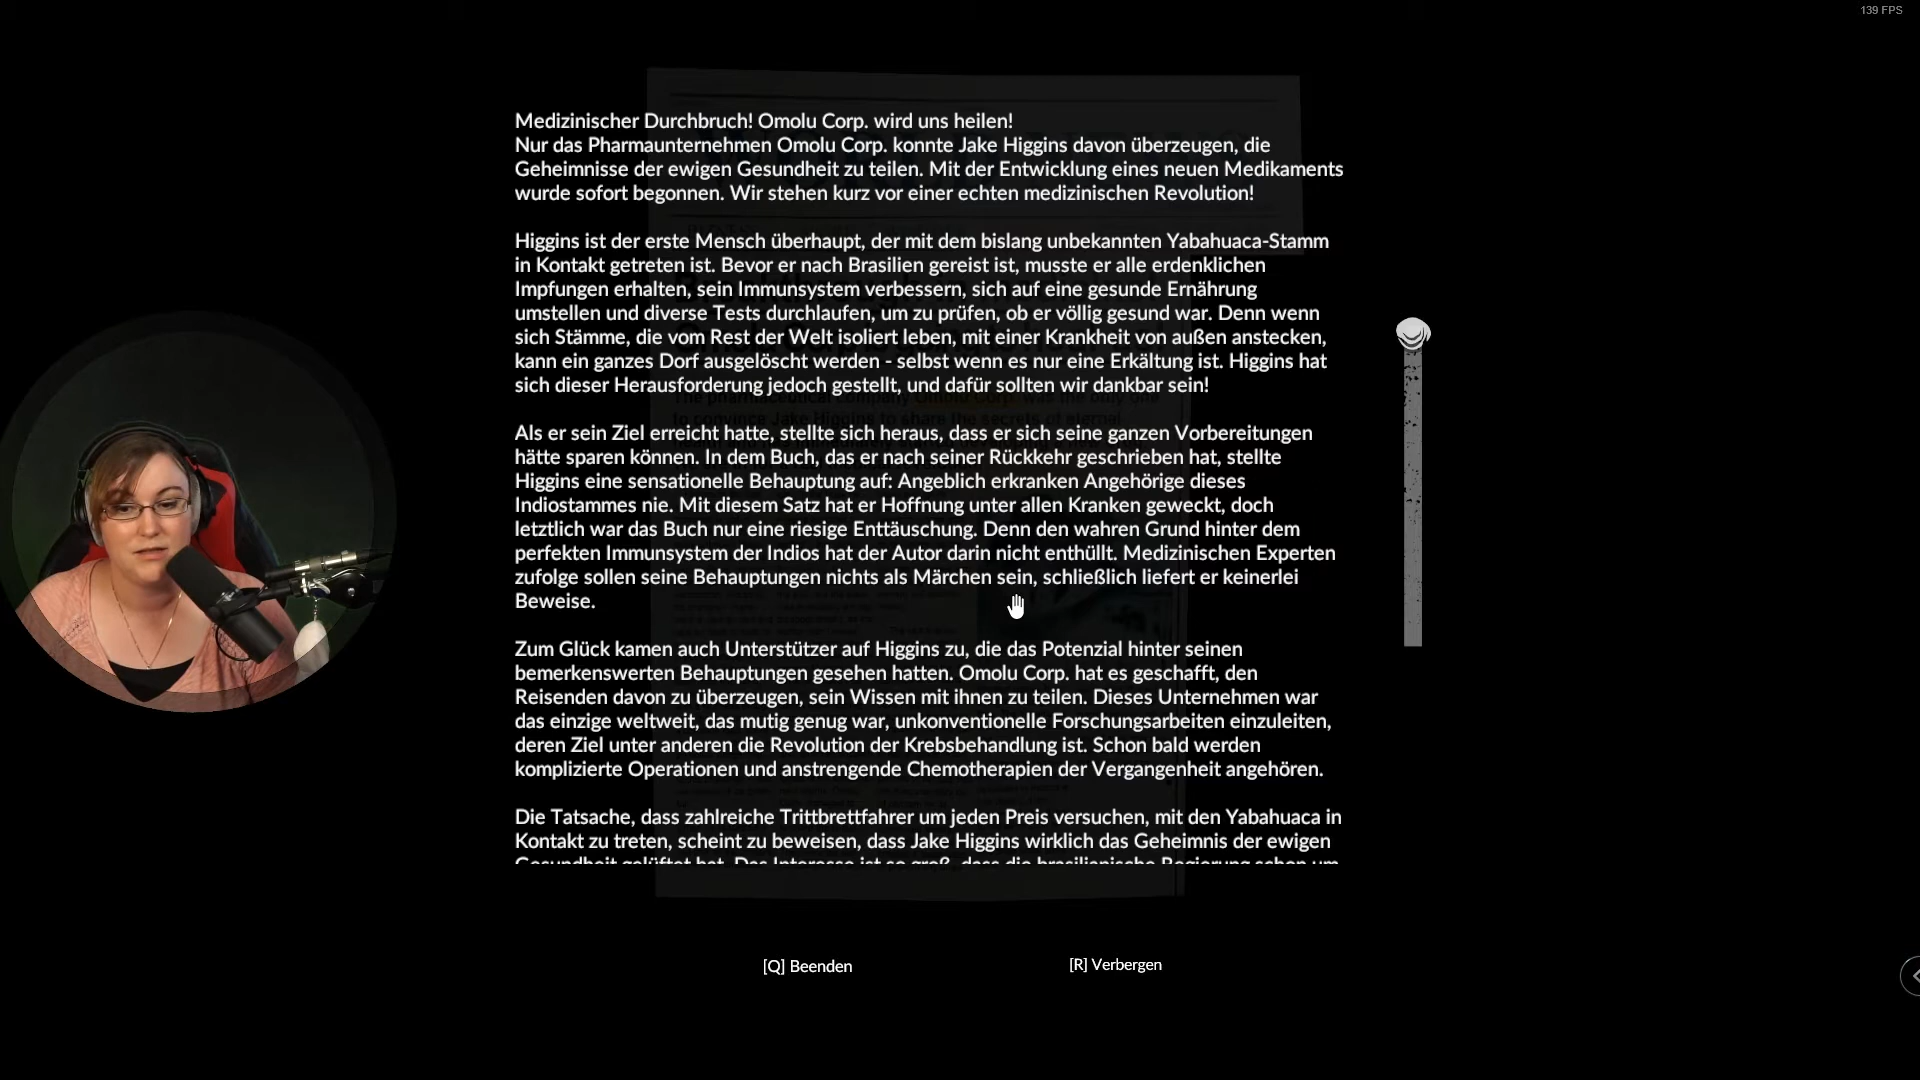 139 FPS
Medizinischer Durchbruch! Omolu Corp. wird uns heilen!
Nur das Pharmaunternehmen Omolu Corp. konnte Jake Higgins davon überzeugen, die
Geheimnisse der ewigen Gesundheit zu teilen. Mit der Entwicklung eines neuen Medikaments
wurde sofort begonnen. Wir stehen kurz vor einer echten medizinischen Revolution!
Higgins ist der erste Mensch überhaupt, der mit dem bislang unbekannten Yabahuaca-Stamm
in Kontakt getreten ist. Bevor er nach Brasilien gereist ist, musste er alle erdenklichen
Impfungen erhalten, sein Immunsystem verbessern, sich auf eine gesunde Ernährung
umstellen und diverse Tests durchlaufen, um zu prüfen, ob er völlig gesund war. Denn wenn
sich Stämme, die vom Rest der Welt isoliert leben, mit einer Krankheit von außen anstecken,
kann ein ganzes Dorf ausgelöscht werden - selbst wenn es nur eine Erkältung ist. Higgins hat
sich dieser Herausforderung jedoch gestellt, und dafür sollten wir dankbar sein!
Als er sein Ziel erreicht hatte, stellte sich heraus, dass er sich seine ganzen Vorbereitungen
hätte sparen können. In dem Buch, das er nach seiner Rückkehr geschrieben hat, stellte
Higgins eine sensationelle Behauptung auf: Angeblich erkranken Angehörige dieses
Indiostammes nie. Mit diesem Satz hat er Hoffnung unter allen Kranken geweckt, doch
letztlich war das Buch nur eine riesige Enttäuschung. Denn den wahren Grund hinter dem
perfekten Immunsystem der Indios hat der Autor darin nicht enthüllt. Medizinischen Experten
zufolge sollen seine Behauptungen nichts als Märchen sein, schließlich liefert er keinerlei
Beweise.
Zum Glück kamen auch Unterstützer auf Higgins zu, die das Potenzial hinter seinen
bemerkenswerten Behauptungen gesehen hatten. Omolu Corp. hat es geschafft, den
Reisenden davon zu überzeugen, sein Wissen mit ihnen zu teilen. Dieses Unternehmen war
das einzige weltweit, das mutig genug war, unkonventionelle Forschungsarbeiten einzuleiten,
deren Ziel unter anderen die Revolution der Krebsbehandlung ist. Schon bald werden
komplizierte Operationen und anstrengende Chemotherapien der Vergangenheit angehören.
Die Tatsache, dass zahlreiche Trittbrettfahrer um jeden Preis versuchen, mit den Yabahuaca in
Kontakt zu treten, scheint zu beweisen, dass Jake Higgins wirklich das Geheimnis der ewigen
Gesundheit gelüftet hat. Das Interesse ist so groß, dass die brasilianische Regierung schon um
[Q] Beenden
[R] Verbergen